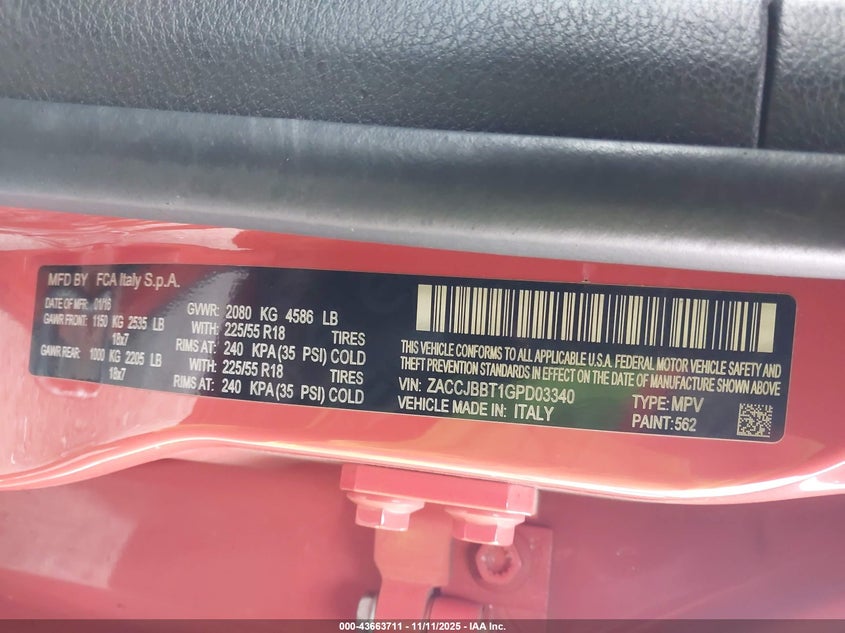 MFD BY FCA Italy S.p.A.
DATE OF MFR: 01/16
GAWR FRONT: 1150 KG 2535 LB
18x7
GAWR REAR: 1000 KG 2205 LB
18x7
GVWR: 2080 KG 4586 LB
WITH: 225/55 R18 TIRES
RIMS AT: 240 KPA (35 PSI) COLD
WITH: 225/55 R18 TIRES
RIMS AT: 240 KPA (35 PSI) COLD
THIS VEHICLE CONFORMS TO ALL APPLICABLE U.S.A. FEDERAL MOTOR VEHICLE SAFETY AND
THEFT PREVENTION STANDARDS IN EFFECT ON THE DATE OF MANUFACTURE SHOWN ABOVE
VIN: ZACCJBBT1GPD03340 TYPE: MPV
VEHICLE MADE IN: ITALY PAINT: 562
000-43663711 - 11/11/2025 - IAA Inc.